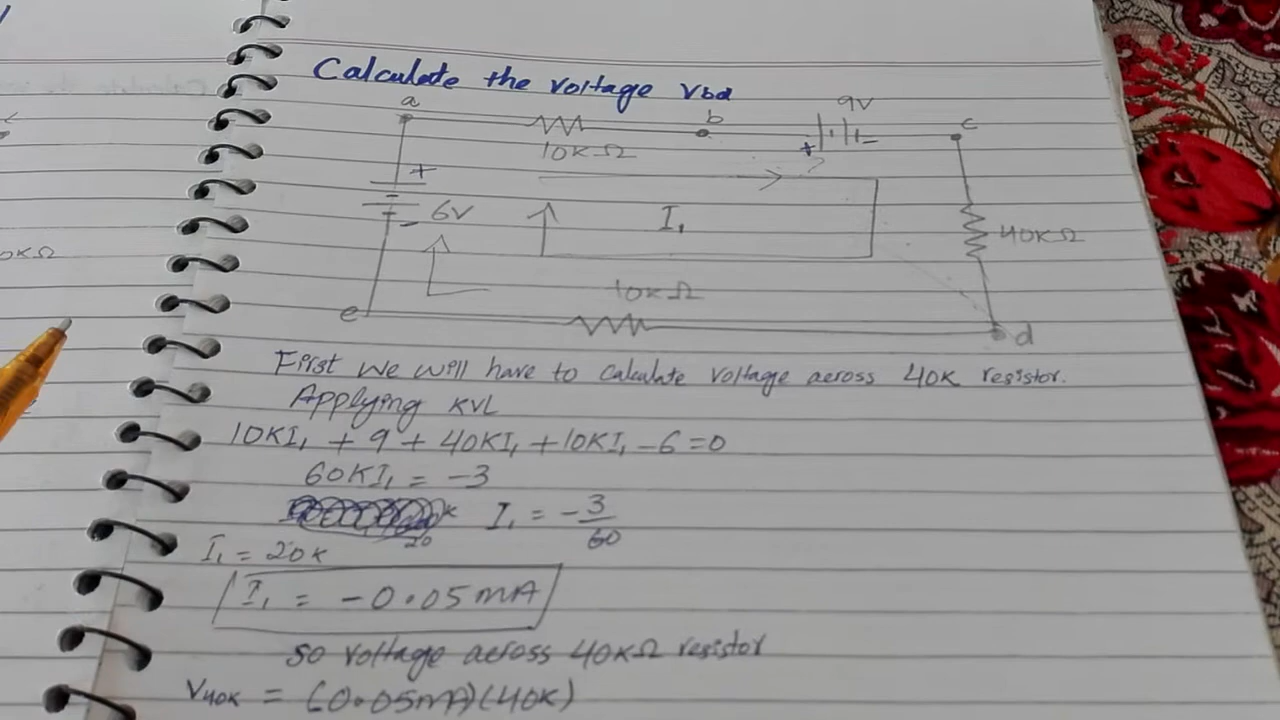 Calculate the voltage Vbd
a
b
9V
c
10KΩ
+
-
+
6V
-
I₁
40KΩ
10KΩ
e
d
First we will have to calculate voltage across 40K resistor.
Applying KVL
10KI₁ + 9 + 40KI₁ + 10KI₁ - 6 = 0
60KI₁ = -3
I₁ = -3/60
20
I₁ = 20K
I₁ = -0.05mA
so voltage across 40KΩ resistor
V40K = (0.05mA)(40K)